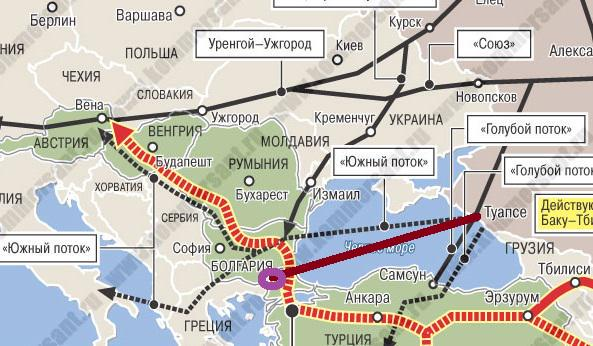 Берлин
Варшава
Курск
Елец
Уренгой–Ужгород
Киев
«Союз»
ПОЛЬША
Алекса
ЧЕХИЯ
СЛОВАКИЯ
Новопсков
Вена
Ужгород
Кременчуг
УКРАИНА
АВСТРИЯ
ВЕНГРИЯ
МОЛДАВИЯ
«Голубой поток»
Будапешт
РУМЫНИЯ
«Южный поток»
«Голубой поток
ХОРВАТИЯ
Бухарест
Измаил
СЕРБИЯ
Туапсе
Действую
Баку–Тби
«Южный поток»
София
Черное море
ГРУЗИЯ
БОЛГАРИЯ
Самсун
Тбилиси
Анкара
Эрзурум
ГРЕЦИЯ
ТУРЦИЯ